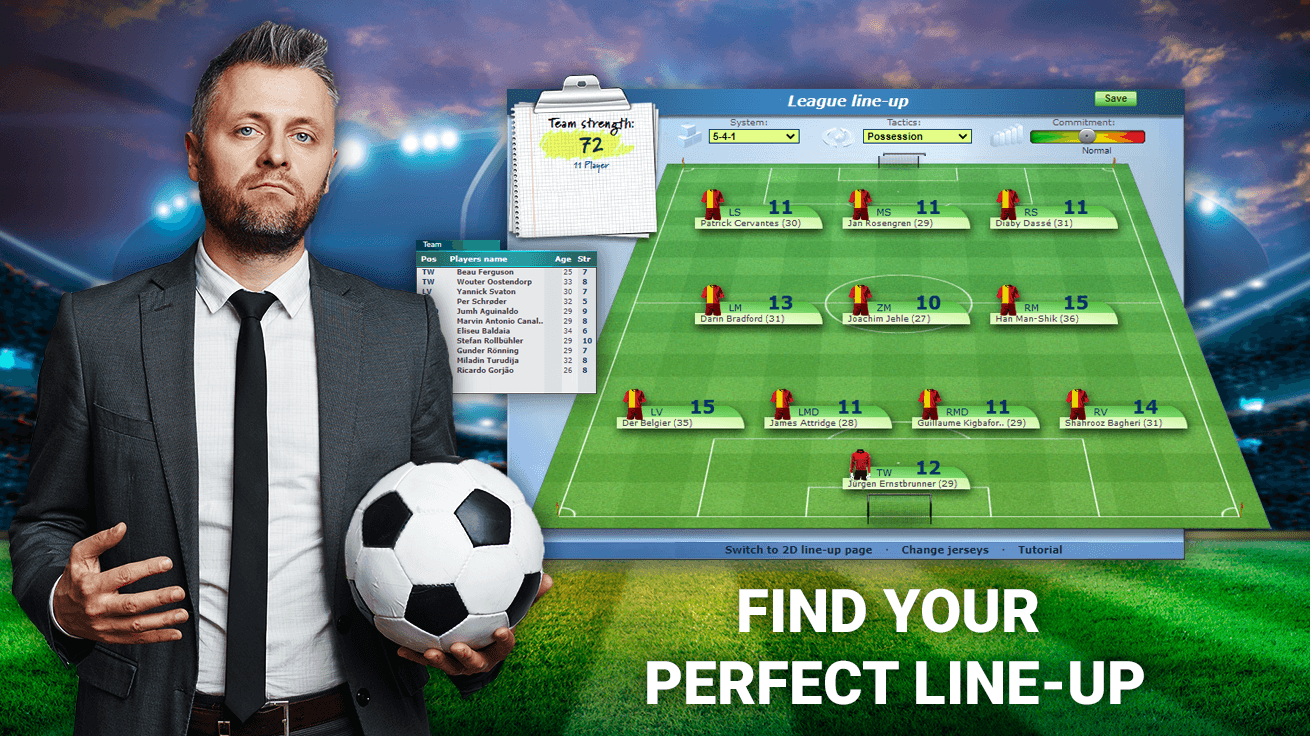 League line-up
Save
Team strength:
72
11 Player
System:
5-4-1
Tactics:
Possession
Commitment:
Normal
LS 11
Patrick Cervantes (30)
MS 11
Jan Rosengren (29)
RS 11
Diaby Dassé (31)
Team
Pos Players name Age Str
TW Beau Ferguson 25 7
TW Wouter Oostendorp 33 8
LV Yannick Svaton 30 7
Per Schrøder 32 5
Jumh Aguinaldo 29 9
Marvin Antonio Canal.. 29 8
Eliseu Baldaia 34 6
Stefan Rollbühler 29 10
Gunder Rönning 29 7
Miladin Turudija 32 8
Ricardo Gorjão 26 8
LM 13
Darin Bradford (31)
ZM 10
Joachim Jehle (27)
RM 15
Han Man-Shik (36)
LV 15
Der Belgier (35)
LMD 11
James Attridge (28)
RMD 11
Guillaume Kigbafor.. (29)
RV 14
Shahrooz Bagheri (31)
TW 12
Jürgen Ernstbrunner (29)
Switch to 2D line-up page · Change jerseys · Tutorial
FIND YOUR
PERFECT LINE-UP